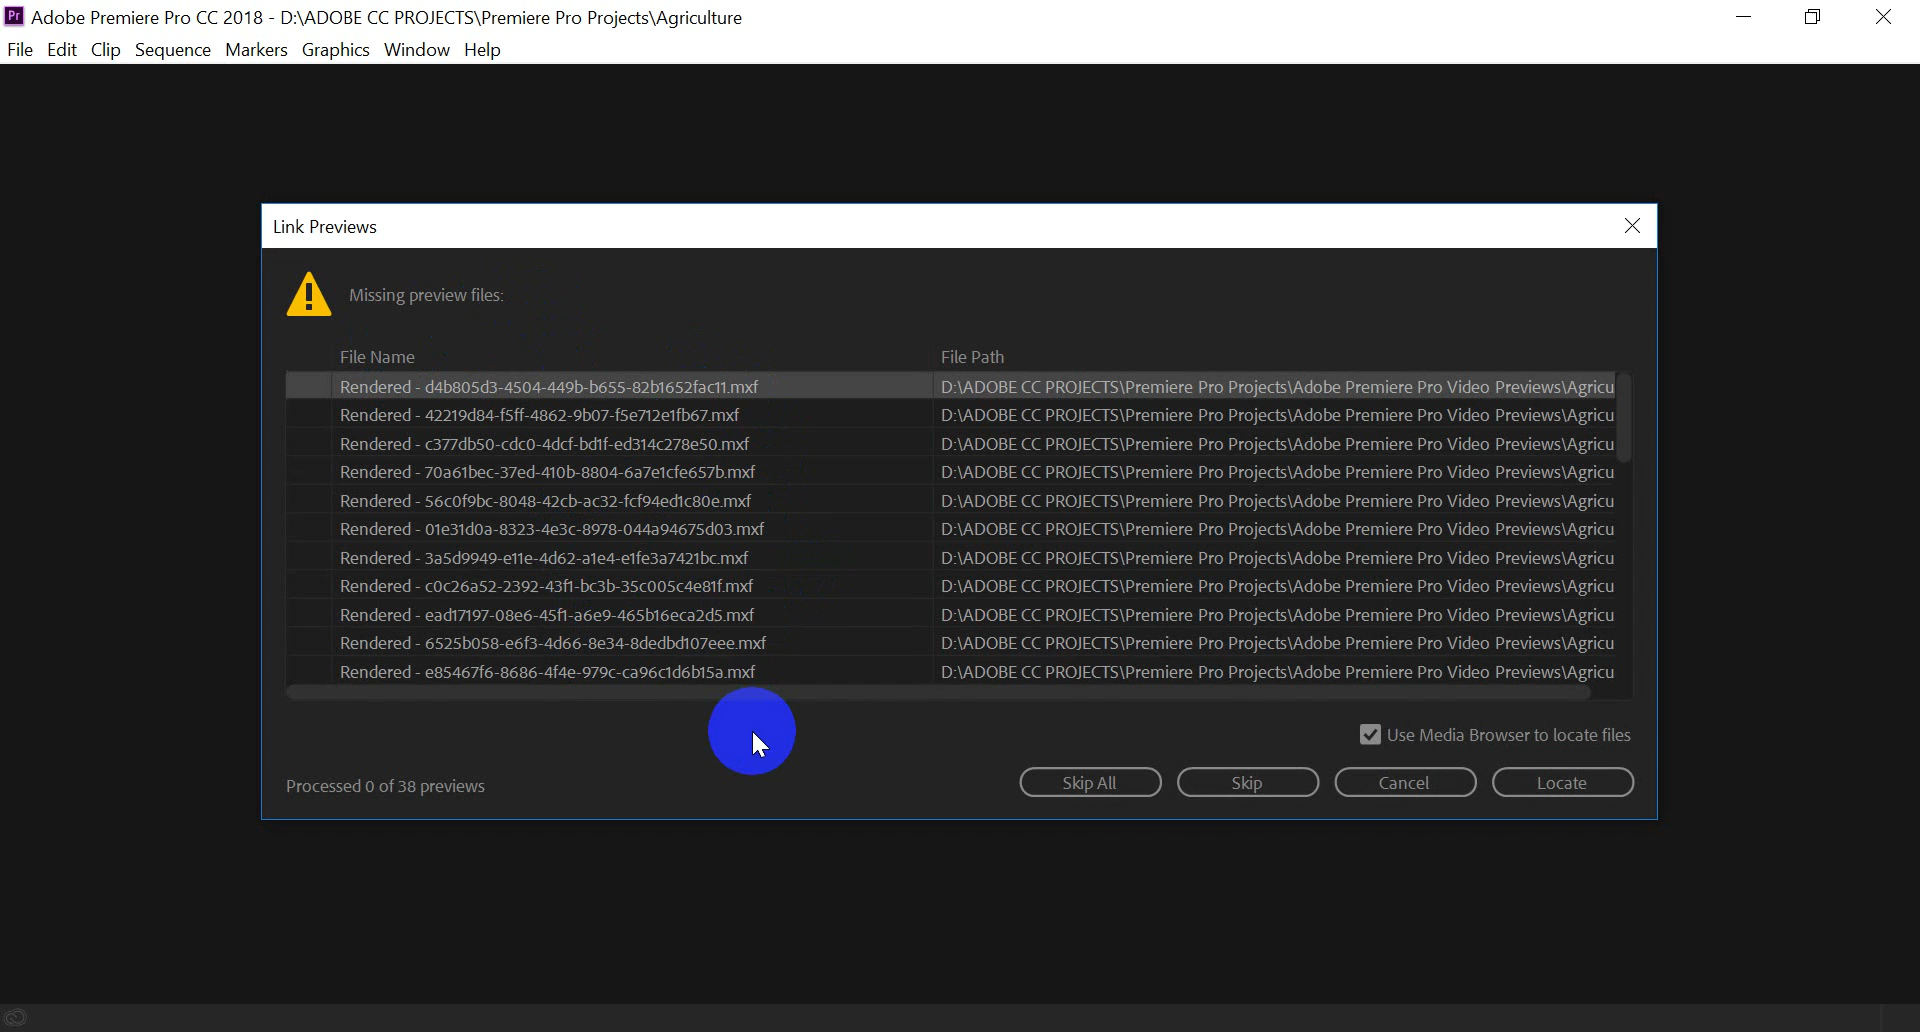 Pr Adobe Premiere Pro CC 2018 - D:\ADOBE CC PROJECTS\Premiere Pro Projects\Agriculture
File Edit Clip Sequence Markers Graphics Window Help
Link Previews
Missing preview files:
File Name File Path
Rendered - d4b805d3-4504-449b-b655-82b1652fac11.mxf D:\ADOBE CC PROJECTS\Premiere Pro Projects\Adobe Premiere Pro Video Previews\Agricu
Rendered - 42219d84-f5ff-4862-9b07-f5e712e1fb67.mxf D:\ADOBE CC PROJECTS\Premiere Pro Projects\Adobe Premiere Pro Video Previews\Agricu
Rendered - c377db50-cdc0-4dcf-bd1f-ed314c278e50.mxf D:\ADOBE CC PROJECTS\Premiere Pro Projects\Adobe Premiere Pro Video Previews\Agricu
Rendered - 70a61bec-37ed-410b-8804-6a7e1cfe657b.mxf D:\ADOBE CC PROJECTS\Premiere Pro Projects\Adobe Premiere Pro Video Previews\Agricu
Rendered - 56c0f9bc-8048-42cb-ac32-fcf94ed1c80e.mxf D:\ADOBE CC PROJECTS\Premiere Pro Projects\Adobe Premiere Pro Video Previews\Agricu
Rendered - 01e31d0a-8323-4e3c-8978-044a94675d03.mxf D:\ADOBE CC PROJECTS\Premiere Pro Projects\Adobe Premiere Pro Video Previews\Agricu
Rendered - 3a5d9949-e11e-4d62-a1e4-e1fe3a7421bc.mxf D:\ADOBE CC PROJECTS\Premiere Pro Projects\Adobe Premiere Pro Video Previews\Agricu
Rendered - c0c26a52-2392-43f1-bc3b-35c005c4e81f.mxf D:\ADOBE CC PROJECTS\Premiere Pro Projects\Adobe Premiere Pro Video Previews\Agricu
Rendered - ead17197-08e6-45f1-a6e9-465b16eca2d5.mxf D:\ADOBE CC PROJECTS\Premiere Pro Projects\Adobe Premiere Pro Video Previews\Agricu
Rendered - 6525b058-e6f3-4d66-8e34-8dedbd107eee.mxf D:\ADOBE CC PROJECTS\Premiere Pro Projects\Adobe Premiere Pro Video Previews\Agricu
Rendered - e85467f6-8686-4f4e-979c-ca96c1d6b15a.mxf D:\ADOBE CC PROJECTS\Premiere Pro Projects\Adobe Premiere Pro Video Previews\Agricu
Use Media Browser to locate files
Processed 0 of 38 previews Skip All Skip Cancel Locate